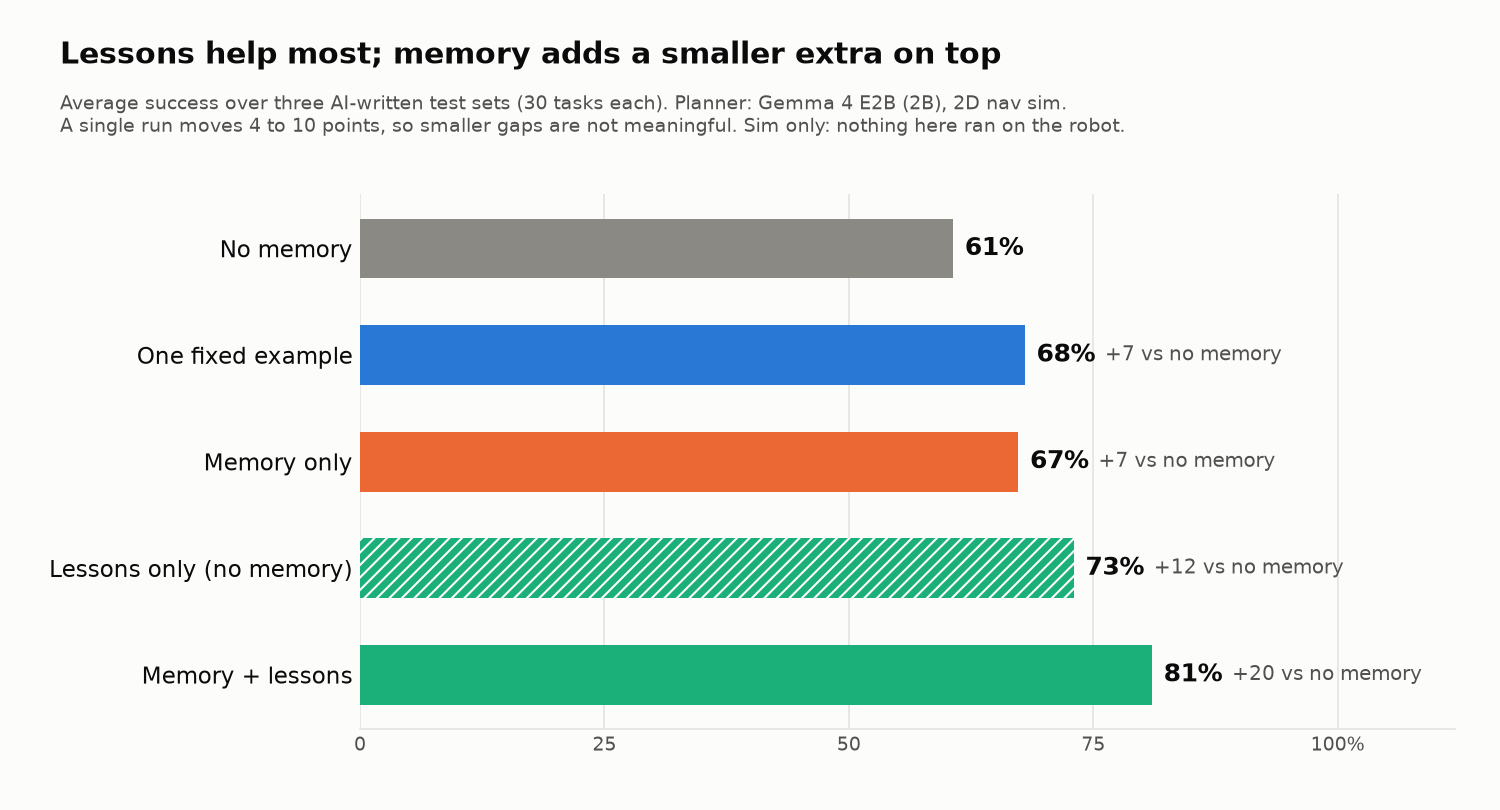 Lessons help most; memory adds a smaller extra on top
Average success over three AI-written test sets (30 tasks each). Planner: Gemma 4 E2B (2B), 2D nav sim.
A single run moves 4 to 10 points, so smaller gaps are not meaningful. Sim only: nothing here ran on the robot.
No memory 61%
One fixed example 68% +7 vs no memory
Memory only 67% +7 vs no memory
Lessons only (no memory) 73% +12 vs no memory
Memory + lessons 81% +20 vs no memory
0 25 50 75 100%